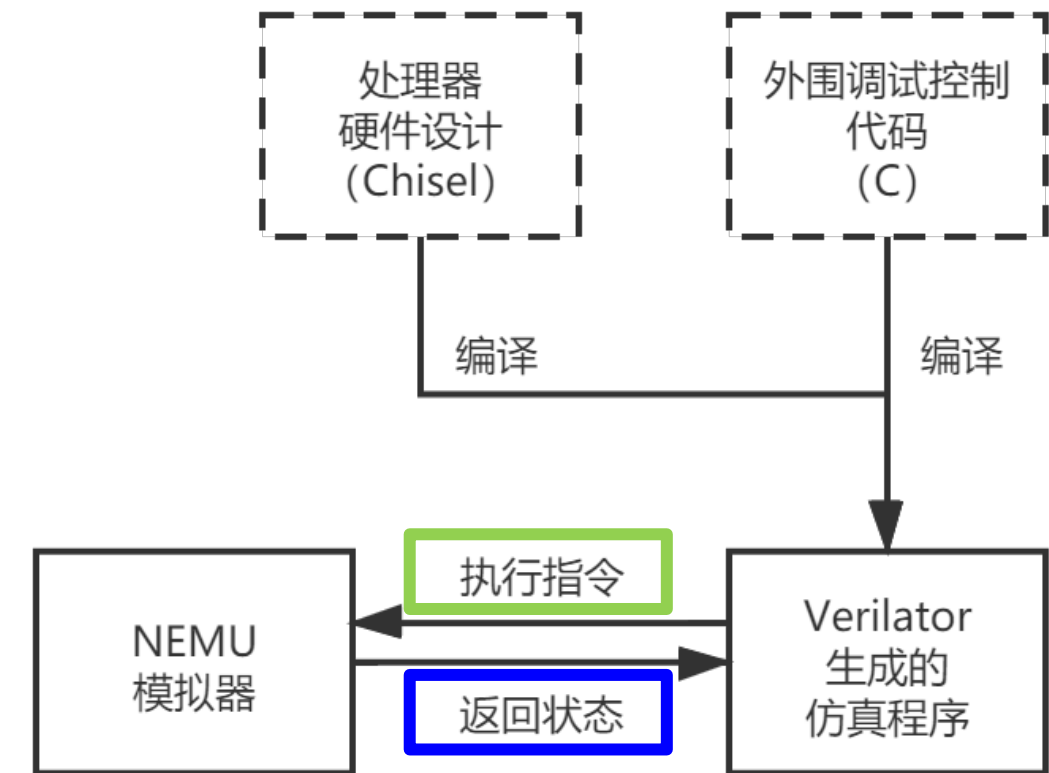 处理器
硬件设计
（Chisel）
外围调试控制
代码
（C）
编译
编译
执行指令
NEMU
模拟器
返回状态
Verilator
生成的
仿真程序